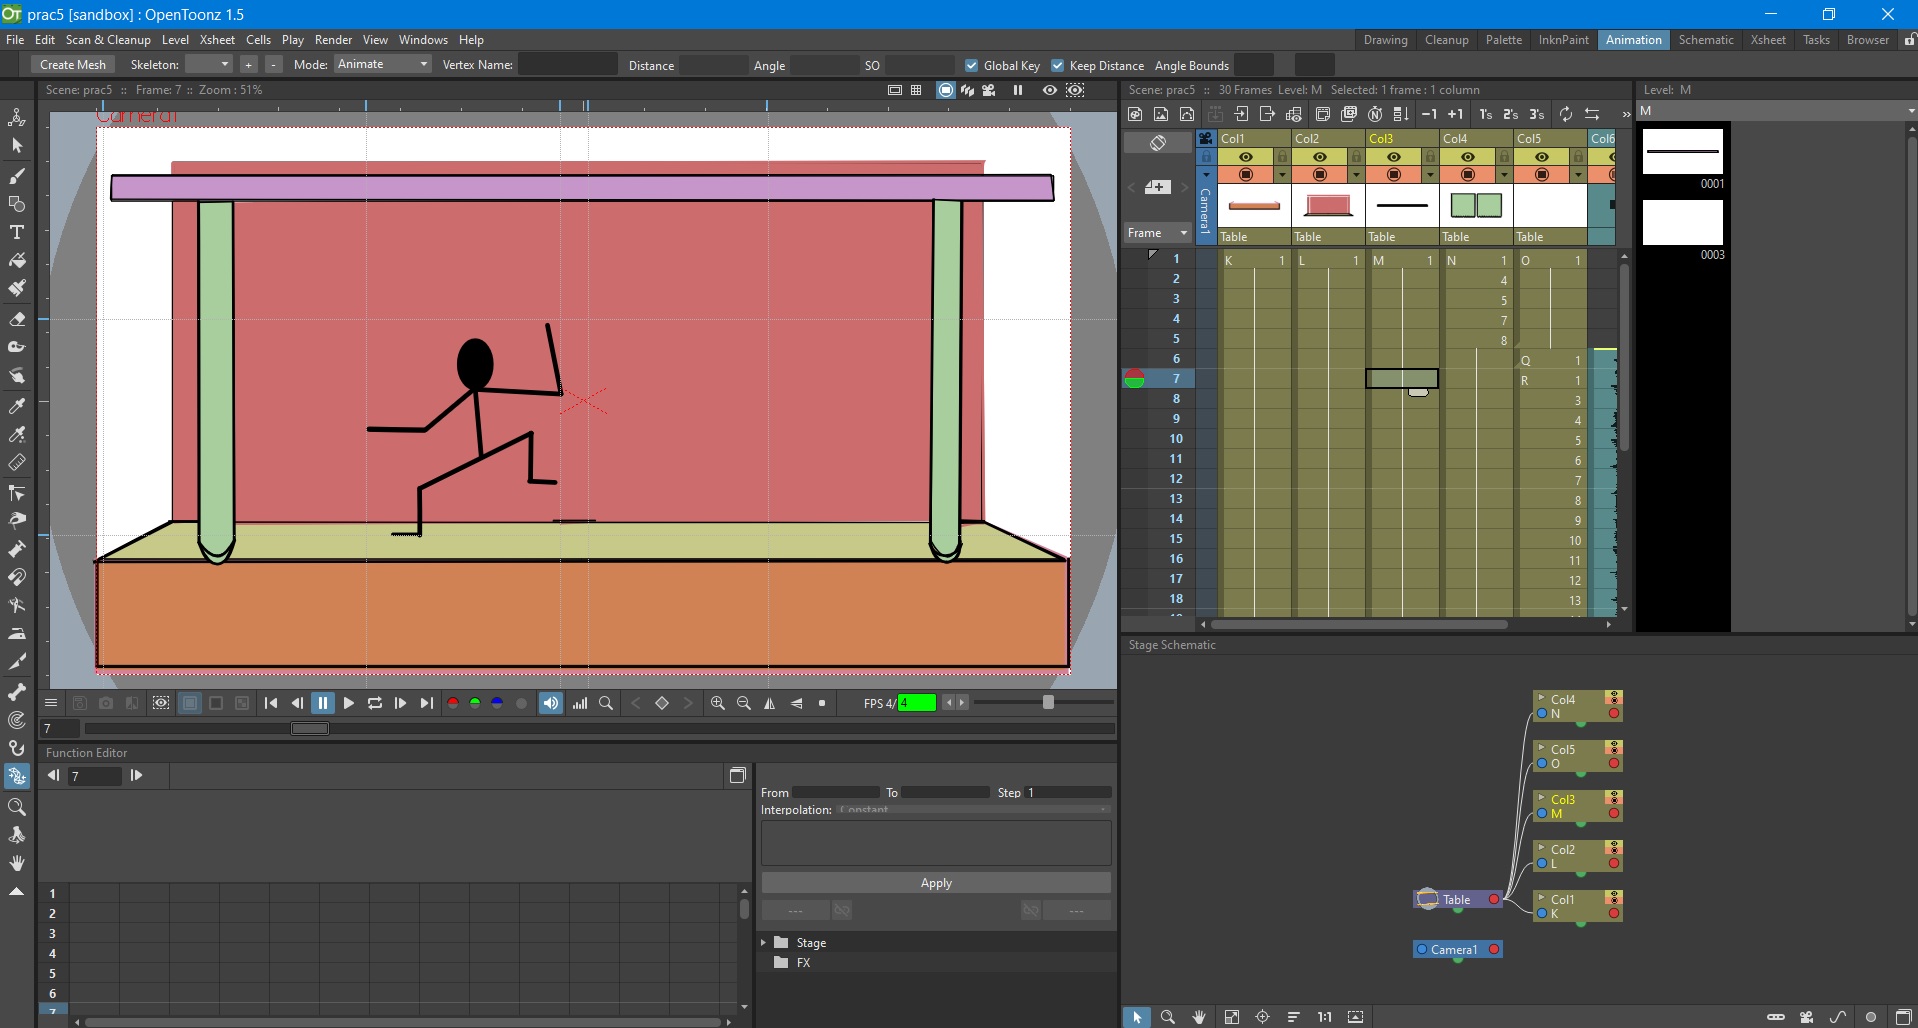 prac5 [sandbox] : OpenToonz 1.5
File Edit Scan & Cleanup Level Xsheet Cells Play Render View Windows Help
Drawing Cleanup Palette InknPaint Animation Schematic Xsheet Tasks Browser
Create Mesh Skeleton: + - Mode: Animate Vertex Name: Distance Angle SO Global Key Keep Distance Angle Bounds
Scene: prac5 :: Frame: 7 :: Zoom : 51%
Camera1
Scene: prac5 :: 30 Frames Level: M Selected: 1 frame : 1 column
-1 +1 1's 2's 3's »
Col1 Col2 Col3 Col4 Col5 Col6
Camera1
Frame
Table Table Table Table Table
1 K 1 L 1 M 1 N 1 O 1
2 4
3 5
4 7
5 8
6 Q 1
7 R 1
8 3
9 4
10 5
11 6
12 7
13 8
14 9
15 10
16 11
17 12
18 13
Level: M
M
0001
0003
FPS 4/ 4
7
Function Editor
7
From To Step 1
Interpolation: Constant
Apply
--- ---
Stage
FX
1
2
3
4
5
6
7
Stage Schematic
Col4
N
Col5
O
Col3
M
Col2
L
Col1
K
Table
Camera1
1:1